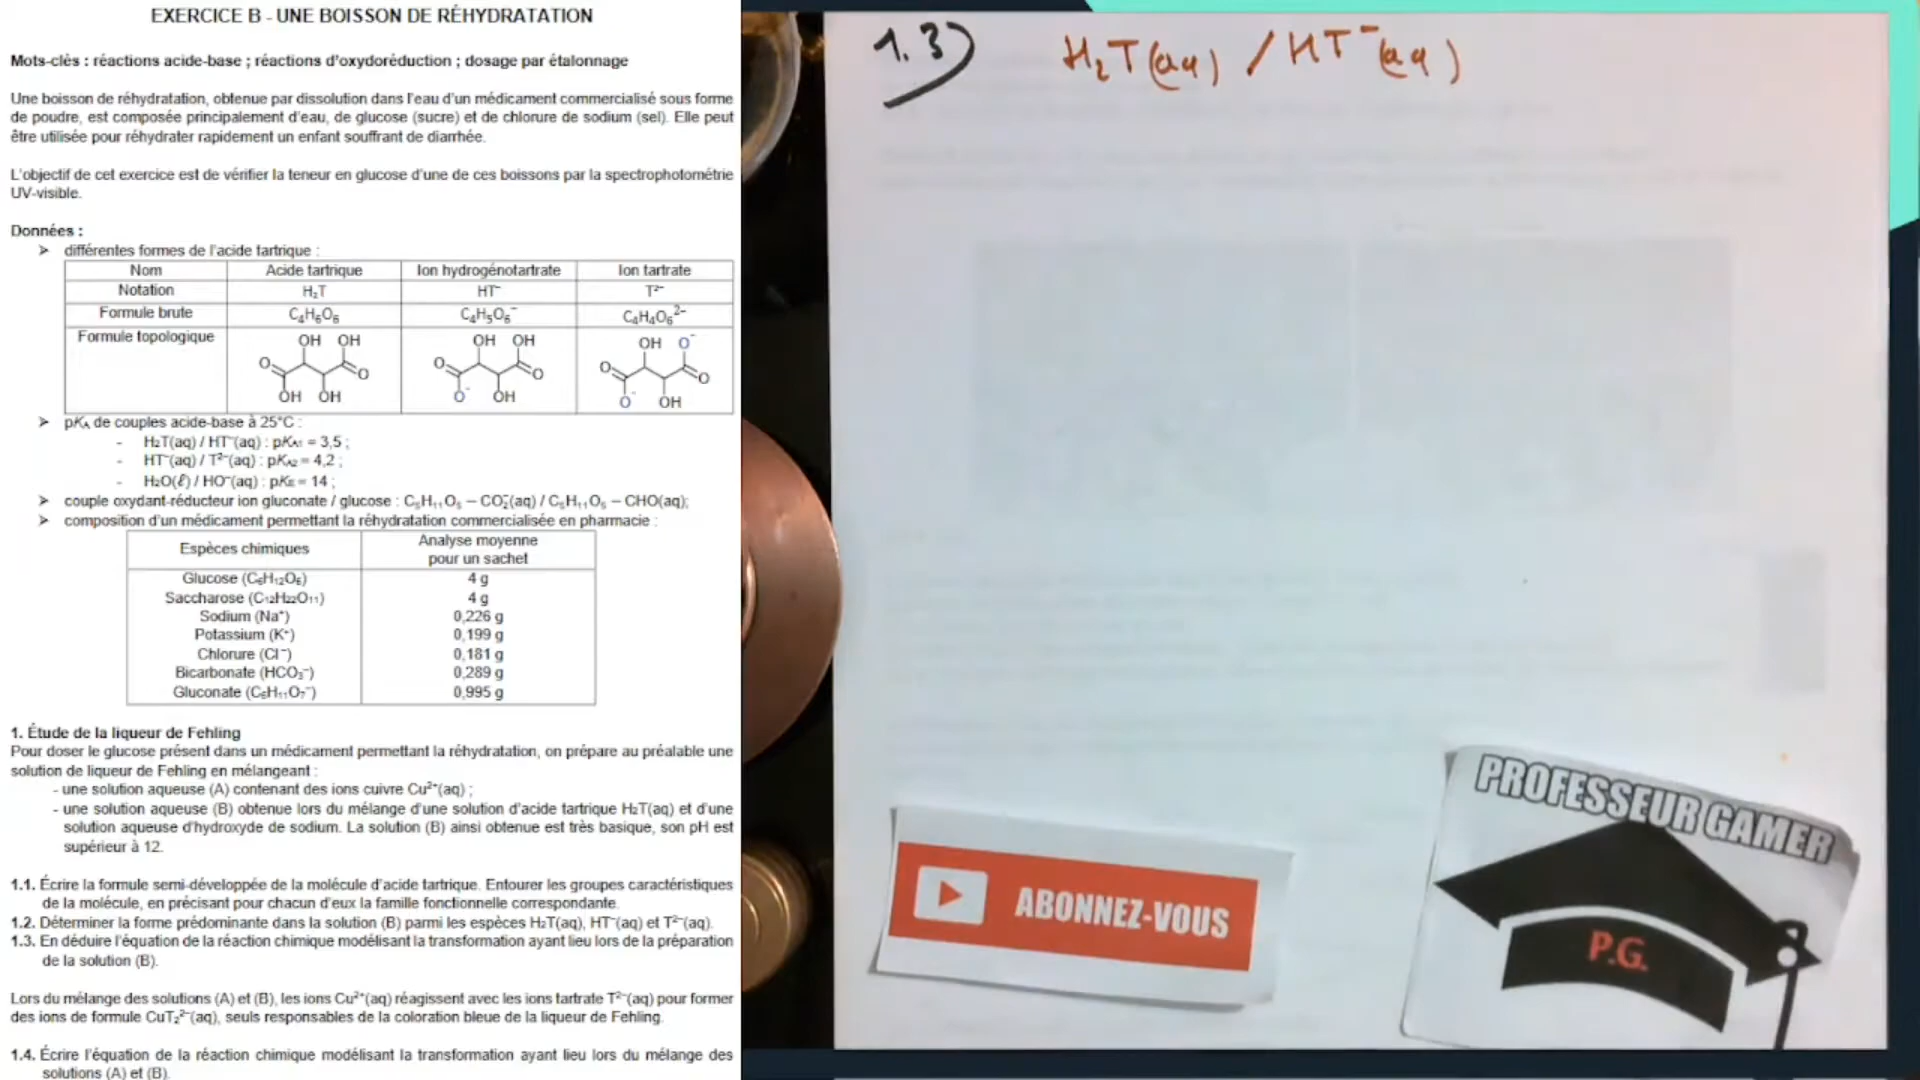 EXERCICE B - UNE BOISSON DE RÉHYDRATATION
Mots-clés : réactions acide-base ; réactions d'oxydoréduction ; dosage par étalonnage
Une boisson de réhydratation, obtenue par dissolution dans l'eau d'un médicament commercialisé sous forme
de poudre, est composée principalement d'eau, de glucose (sucre) et de chlorure de sodium (sel). Elle peut
être utilisée pour réhydrater rapidement un enfant souffrant de diarrhée.
L'objectif de cet exercice est de vérifier la teneur en glucose d'une de ces boissons par la spectrophotométrie
UV-visible.
Données :
➢ différentes formes de l'acide tartrique :
Nom Acide tartrique Ion hydrogénotartrate Ion tartrate
Notation H₂T HT⁻ T²⁻
Formule brute C₄H₆O₆ C₄H₅O₆⁻ C₄H₄O₆²⁻
Formule topologique
OH OH OH OH OH O⁻
O O O O O O
OH OH O⁻ OH O⁻ OH
➢ pKA de couples acide-base à 25°C :
- H₂T(aq) / HT⁻(aq) : pKA1 = 3,5 ;
- HT⁻(aq) / T²⁻(aq) : pKA2 = 4,2 ;
- H₂O(ℓ) / HO⁻(aq) : pKE = 14 ;
➢ couple oxydant-réducteur ion gluconate / glucose : C₅H₁₁O₅ – CO₂⁻(aq) / C₅H₁₁O₅ – CHO(aq);
➢ composition d'un médicament permettant la réhydratation commercialisée en pharmacie :
Espèces chimiques Analyse moyenne
pour un sachet
Glucose (C₆H₁₂O₆) 4 g
Saccharose (C₁₂H₂₂O₁₁) 4 g
Sodium (Na⁺) 0,226 g
Potassium (K⁺) 0,199 g
Chlorure (Cl⁻) 0,181 g
Bicarbonate (HCO₃⁻) 0,289 g
Gluconate (C₆H₁₁O₇⁻) 0,995 g
1. Étude de la liqueur de Fehling
Pour doser le glucose présent dans un médicament permettant la réhydratation, on prépare au préalable une
solution de liqueur de Fehling en mélangeant :
- une solution aqueuse (A) contenant des ions cuivre Cu²⁺(aq) ;
- une solution aqueuse (B) obtenue lors du mélange d'une solution d'acide tartrique H₂T(aq) et d'une
solution aqueuse d'hydroxyde de sodium. La solution (B) ainsi obtenue est très basique, son pH est
supérieur à 12.
1.1. Écrire la formule semi-développée de la molécule d'acide tartrique. Entourer les groupes caractéristiques
de la molécule, en précisant pour chacun d'eux la famille fonctionnelle correspondante.
1.2. Déterminer la forme prédominante dans la solution (B) parmi les espèces H₂T(aq), HT⁻(aq) et T²⁻(aq).
1.3. En déduire l'équation de la réaction chimique modélisant la transformation ayant lieu lors de la préparation
de la solution (B).
Lors du mélange des solutions (A) et (B), les ions Cu²⁺(aq) réagissent avec les ions tartrate T²⁻(aq) pour former
des ions de formule CuT₂²⁻(aq), seuls responsables de la coloration bleue de la liqueur de Fehling.
1.4. Écrire l'équation de la réaction chimique modélisant la transformation ayant lieu lors du mélange des
solutions (A) et (B).
1.3) H₂T(aq) / HT⁻(aq)
ABONNEZ-VOUS
PROFESSEUR GAMER
P.G.